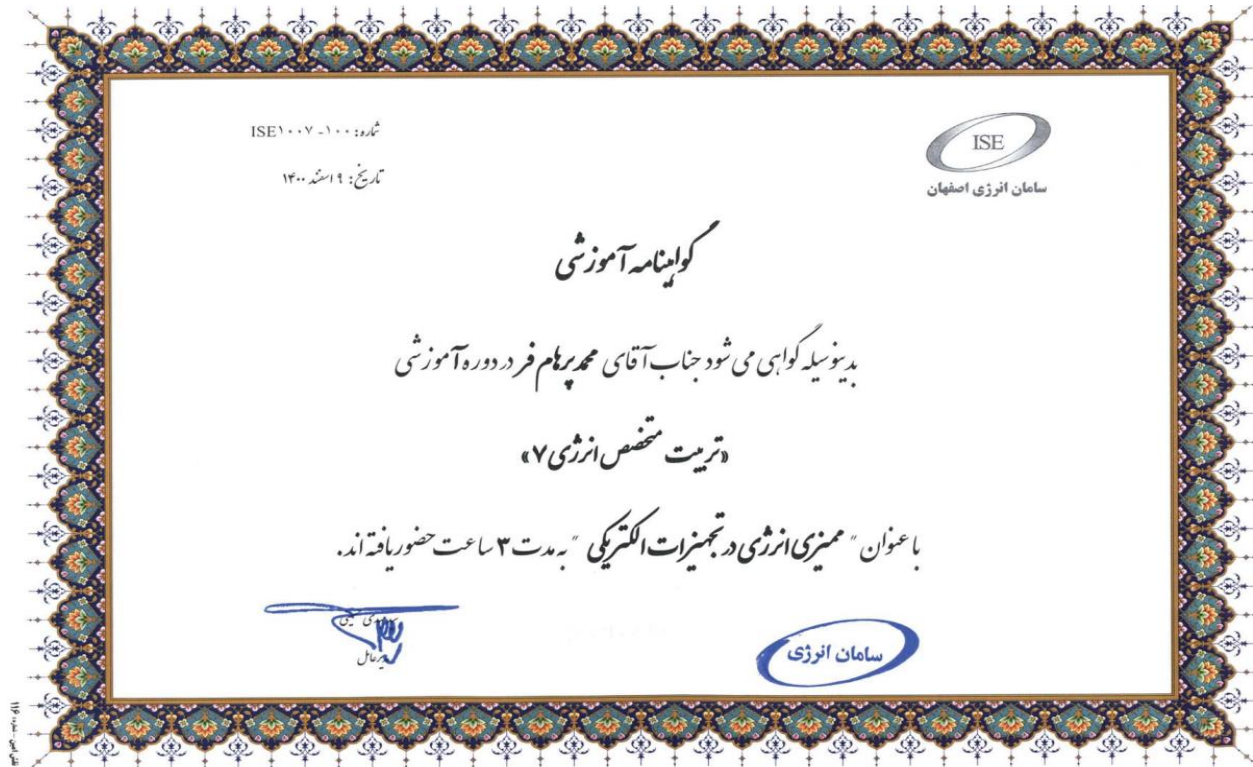 شماره: ۱۰۰-ISE۱۰۰۷
تاریخ: ۹ اسفند ۱۴۰۰
ISE
سامان انرژی اصفهان
گواهینامه آموزشی
بدینوسیله گواهی می شود جناب آقای محمد پرهام فر در دوره آموزشی
«تربیت متخصص انرژی ۷»
با عنوان " ممیزی انرژی در تجهیزات الکتریکی " به مدت ۳ ساعت حضور یافته اند.
مدیرعامل
سامان انرژی